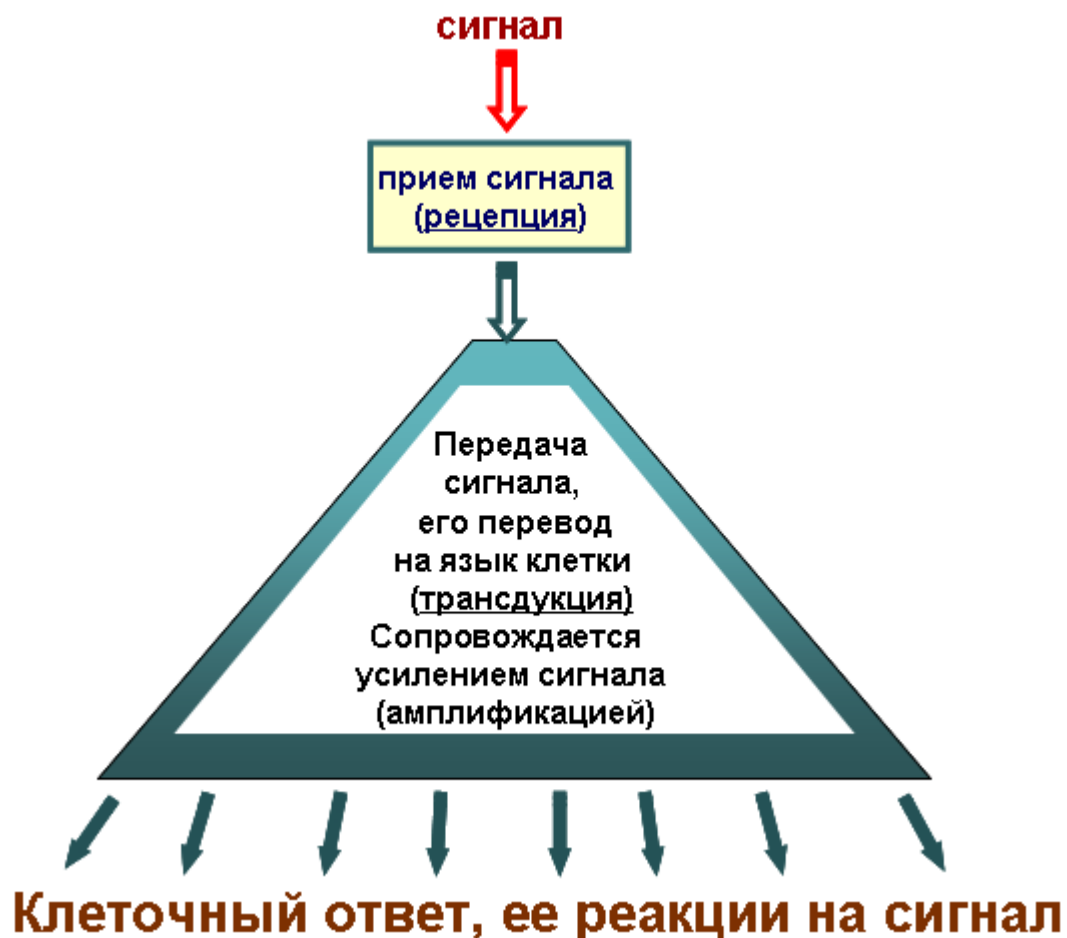 сигнал
прием сигнала
(рецепция)
Передача
сигнала,
его перевод
на язык клетки
(трансдукция)
Сопровождается
усилением сигнала
(амплификацией)
Клеточный ответ, ее реакции на сигнал